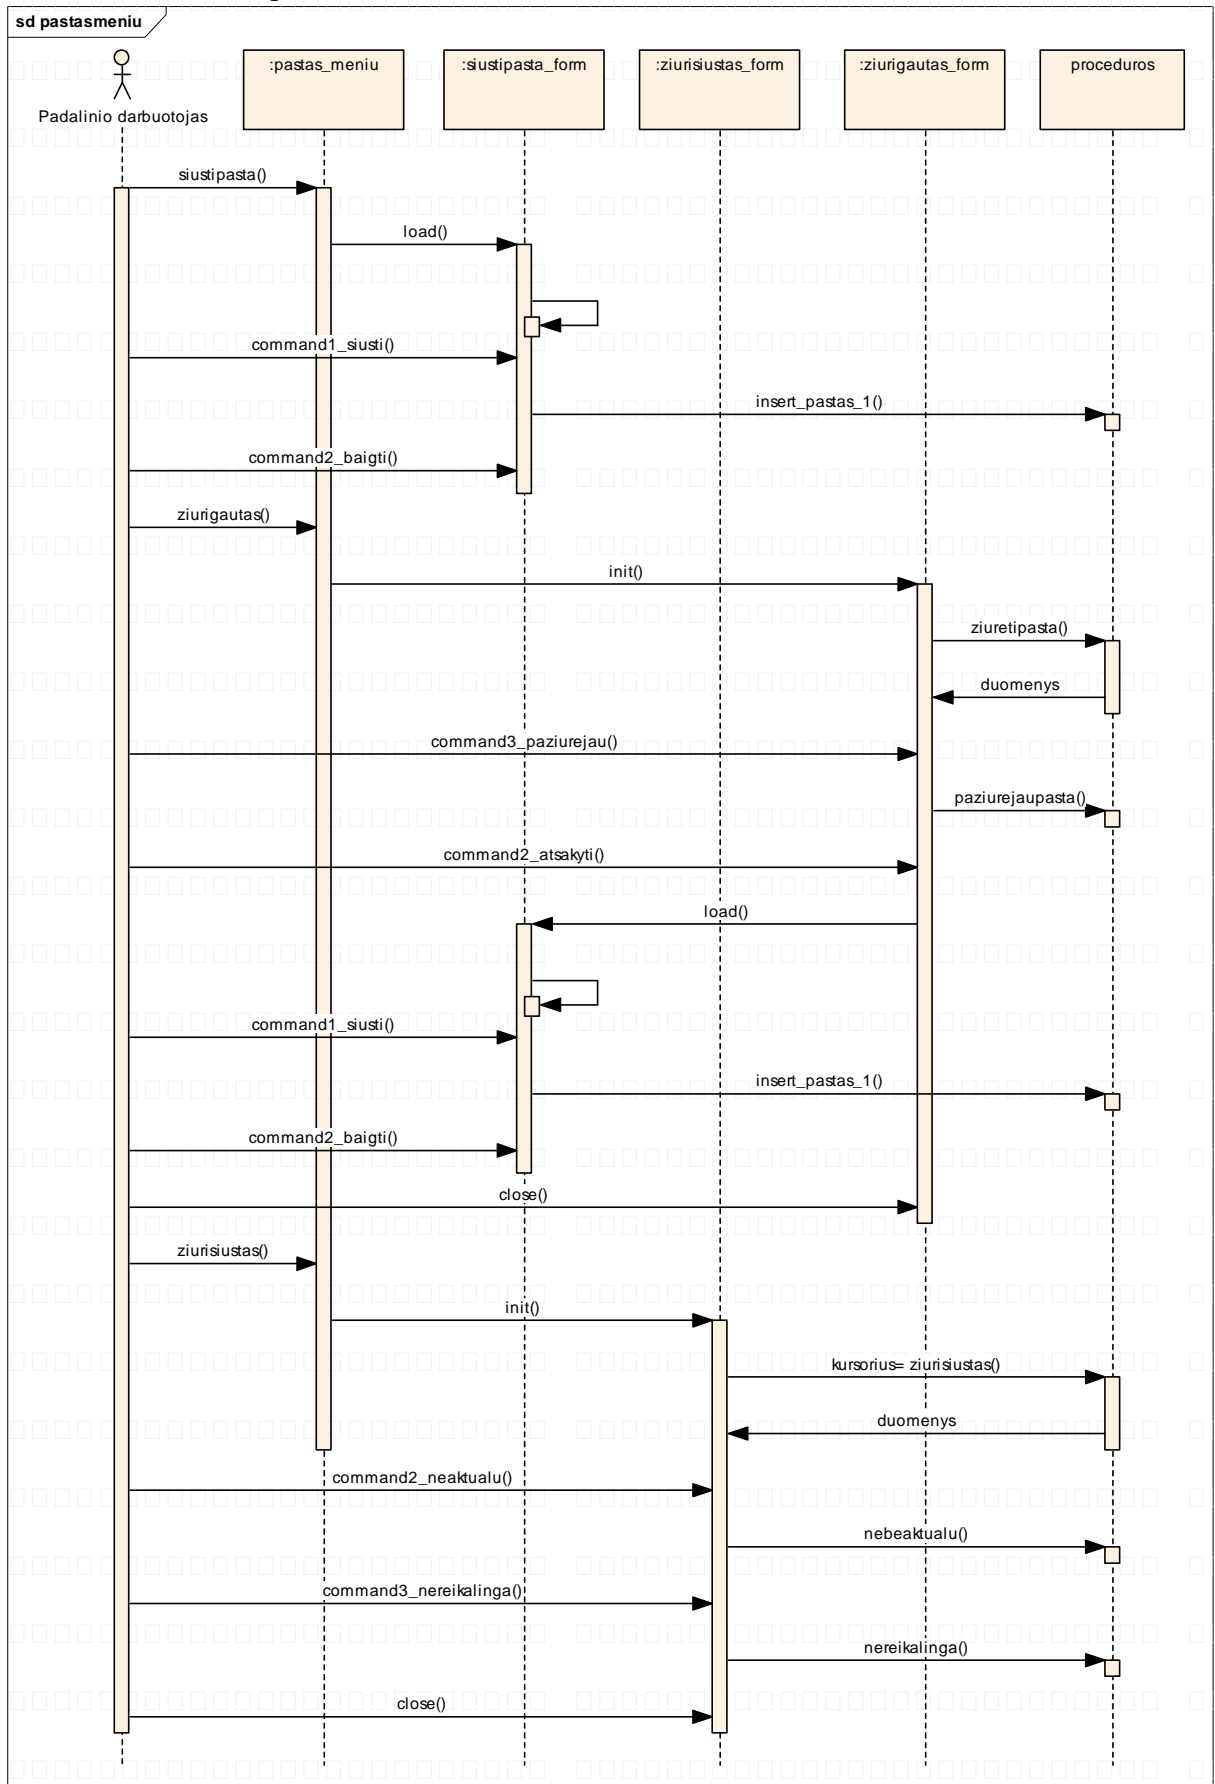 sd pastasmeniu
:pastas_meniu
:siustipasta_form
:ziurisiustas_form
:ziurigautas_form
proceduros
Padalinio darbuotojas
siustipasta()
load()
command1_siusti()
insert_pastas_1()
command2_baigti()
ziurigautas()
init()
ziuretipasta()
duomenys
command3_paziurejau()
paziurejaupasta()
command2_atsakyti()
load()
command1_siusti()
insert_pastas_1()
command2_baigti()
close()
ziurisiustas()
init()
kursorius= ziurisiustas()
duomenys
command2_neaktualu()
nebeaktualu()
command3_nereikalinga()
nereikalinga()
close()